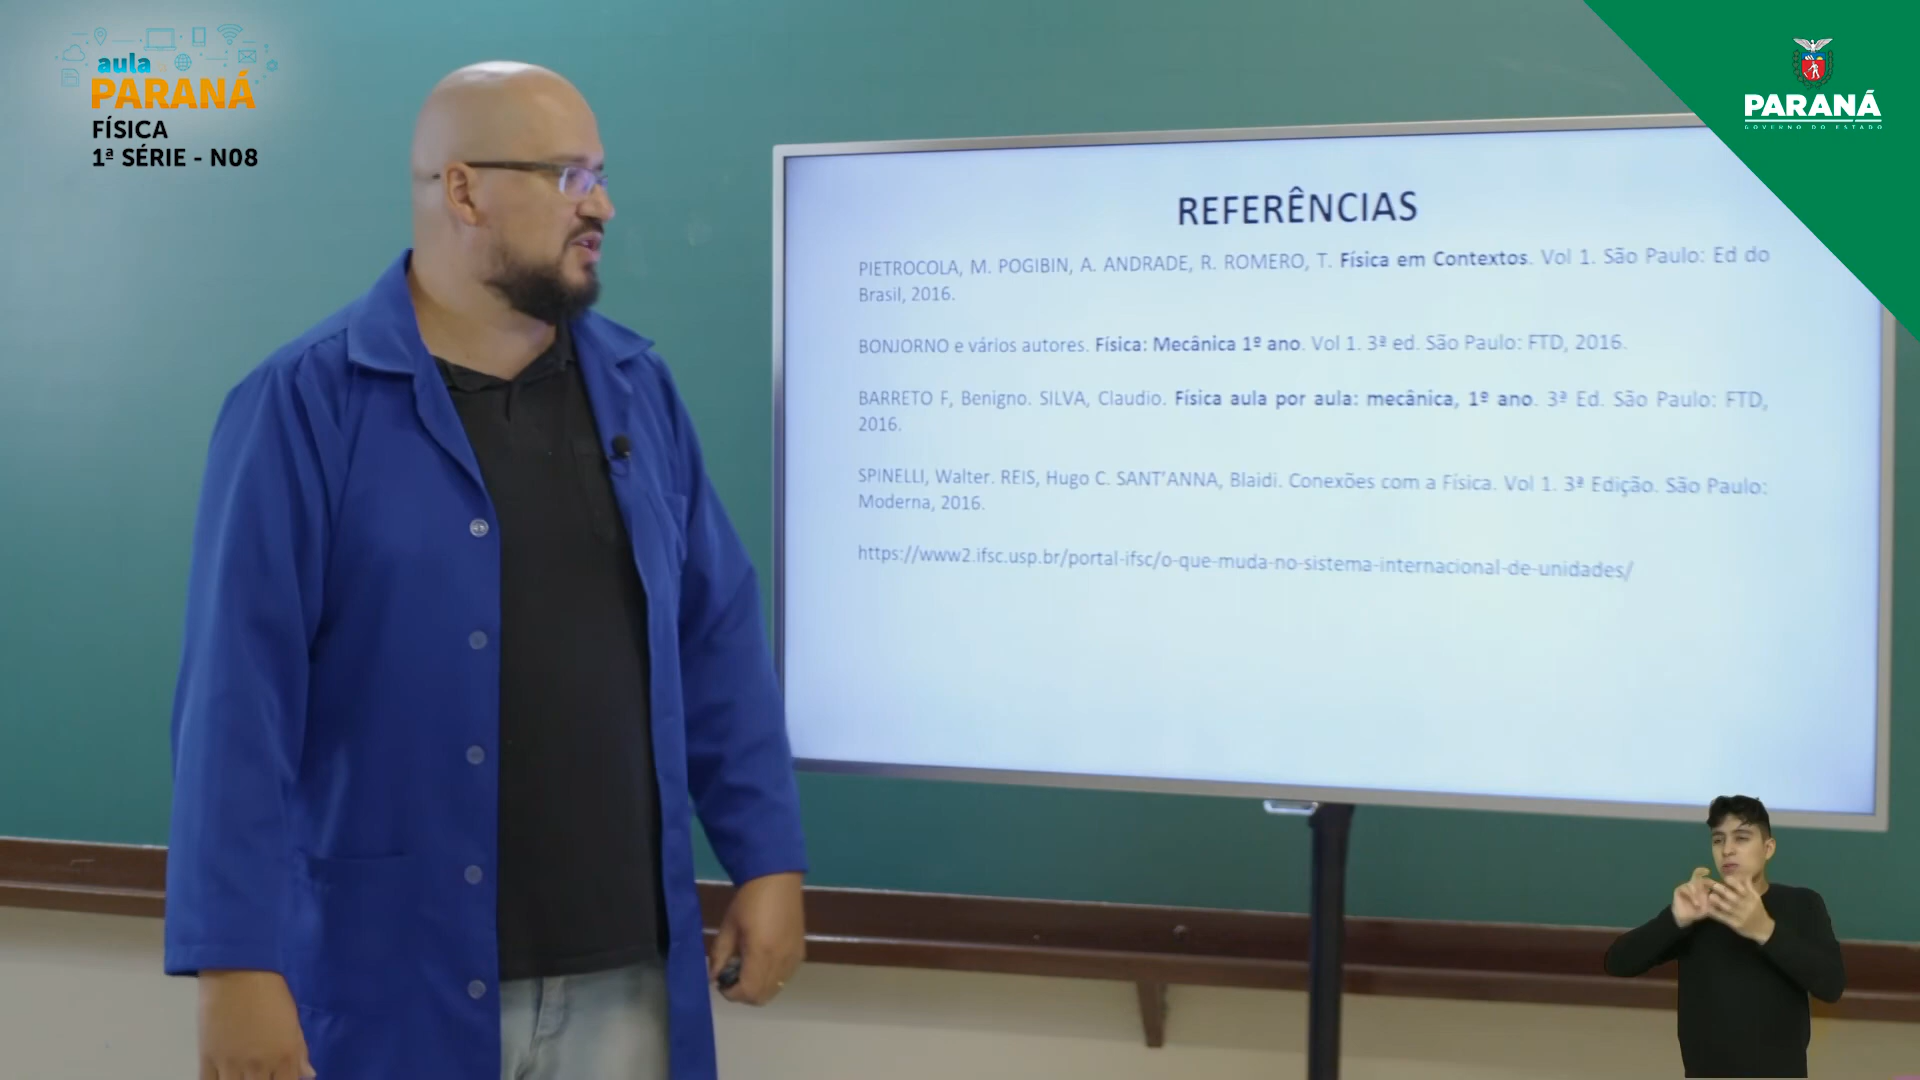 aula
PARANÁ
FÍSICA
1ª SÉRIE - N08
PARANÁ
GOVERNO DO ESTADO
REFERÊNCIAS
PIETROCOLA, M. POGIBIN, A. ANDRADE, R. ROMERO, T. Física em Contextos. Vol 1. São Paulo: Ed do
Brasil, 2016.
BONJORNO e vários autores. Física: Mecânica 1º ano. Vol 1. 3ª ed. São Paulo: FTD, 2016.
BARRETO F, Benigno. SILVA, Claudio. Física aula por aula: mecânica, 1º ano. 3ª Ed. São Paulo: FTD,
2016.
SPINELLI, Walter. REIS, Hugo C. SANT'ANNA, Blaidi. Conexões com a Física. Vol 1. 3ª Edição. São Paulo:
Moderna, 2016.
https://www2.ifsc.usp.br/portal-ifsc/o-que-muda-no-sistema-internacional-de-unidades/